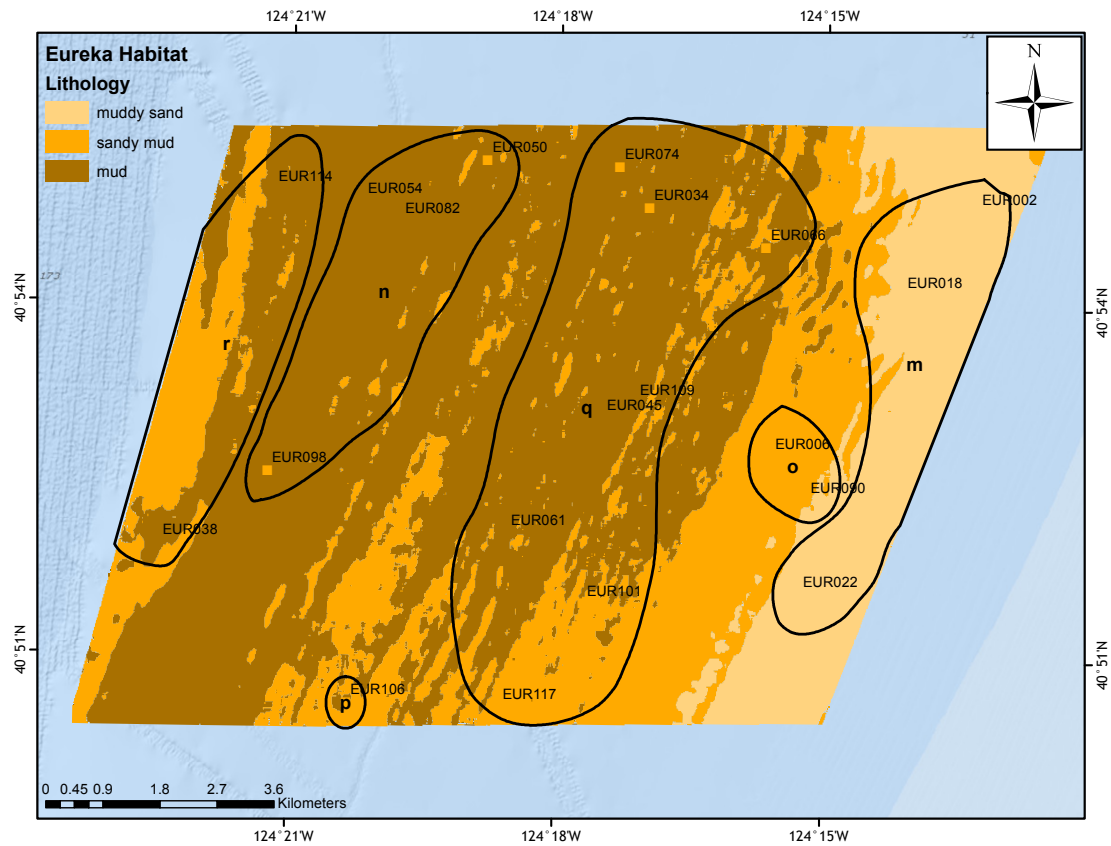 124°21'W
124°18'W
124°15'W
Eureka Habitat
Lithology
muddy sand
sandy mud
mud
N
EUR050
EUR074
EUR114
EUR054
EUR034
EUR002
EUR082
EUR066
173
EUR018
n
40°54'N
40°54'N
r
m
EUR109
EUR045
q
EUR006
EUR098
o
EUR090
EUR061
EUR038
EUR022
EUR101
40°51'N
40°51'N
EUR106
EUR117
p
0 0.45 0.9 1.8 2.7 3.6
Kilometers
124°21'W
124°18'W
124°15'W